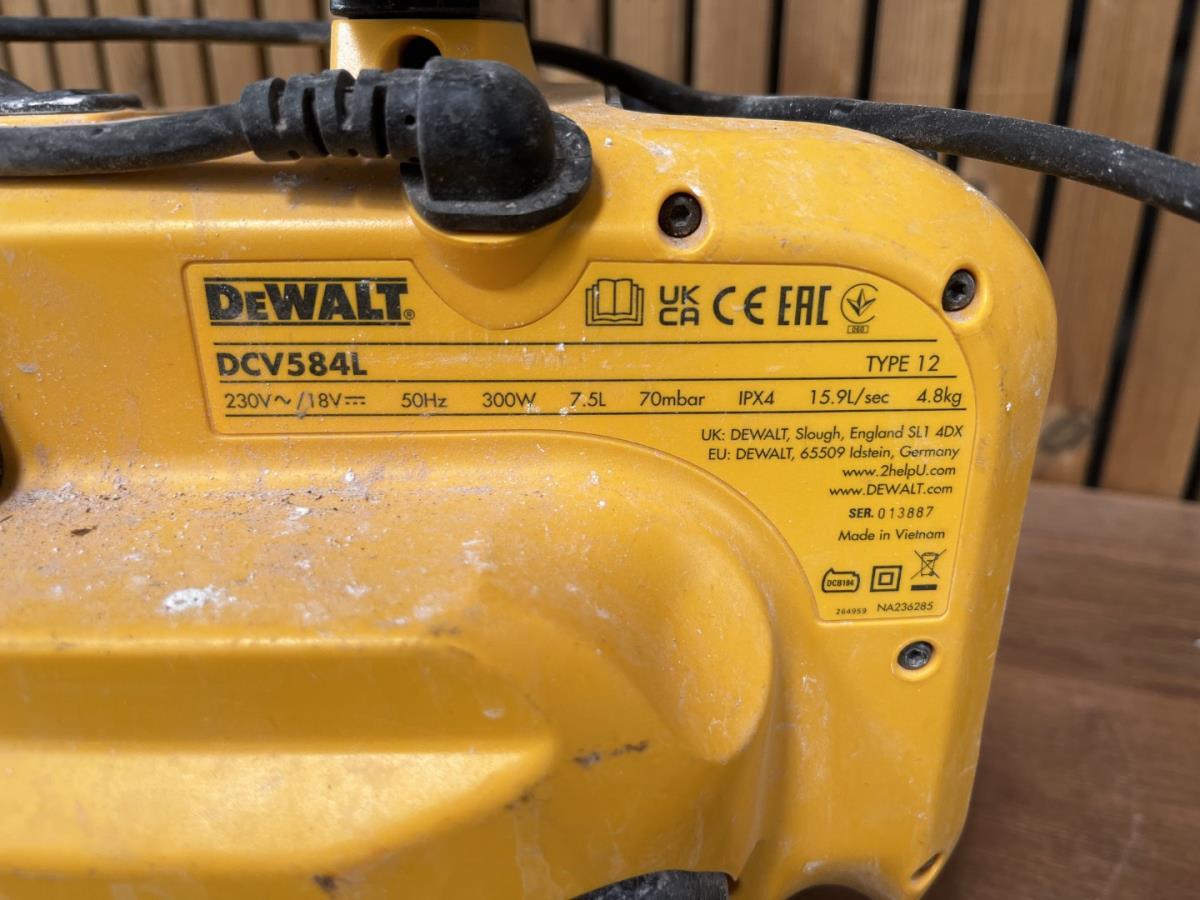 DEWALT®
UK CA CE EAC
060
DCV584L TYPE 12
230V~/18V⎓ 50Hz 300W 7.5L 70mbar IPX4 15.9L/sec 4.8kg
UK: DEWALT, Slough, England SL1 4DX
EU: DEWALT, 65509 Idstein, Germany
www.2helpU.com
www.DEWALT.com
SER. 013887
Made in Vietnam
DCB184
264959 NA236285